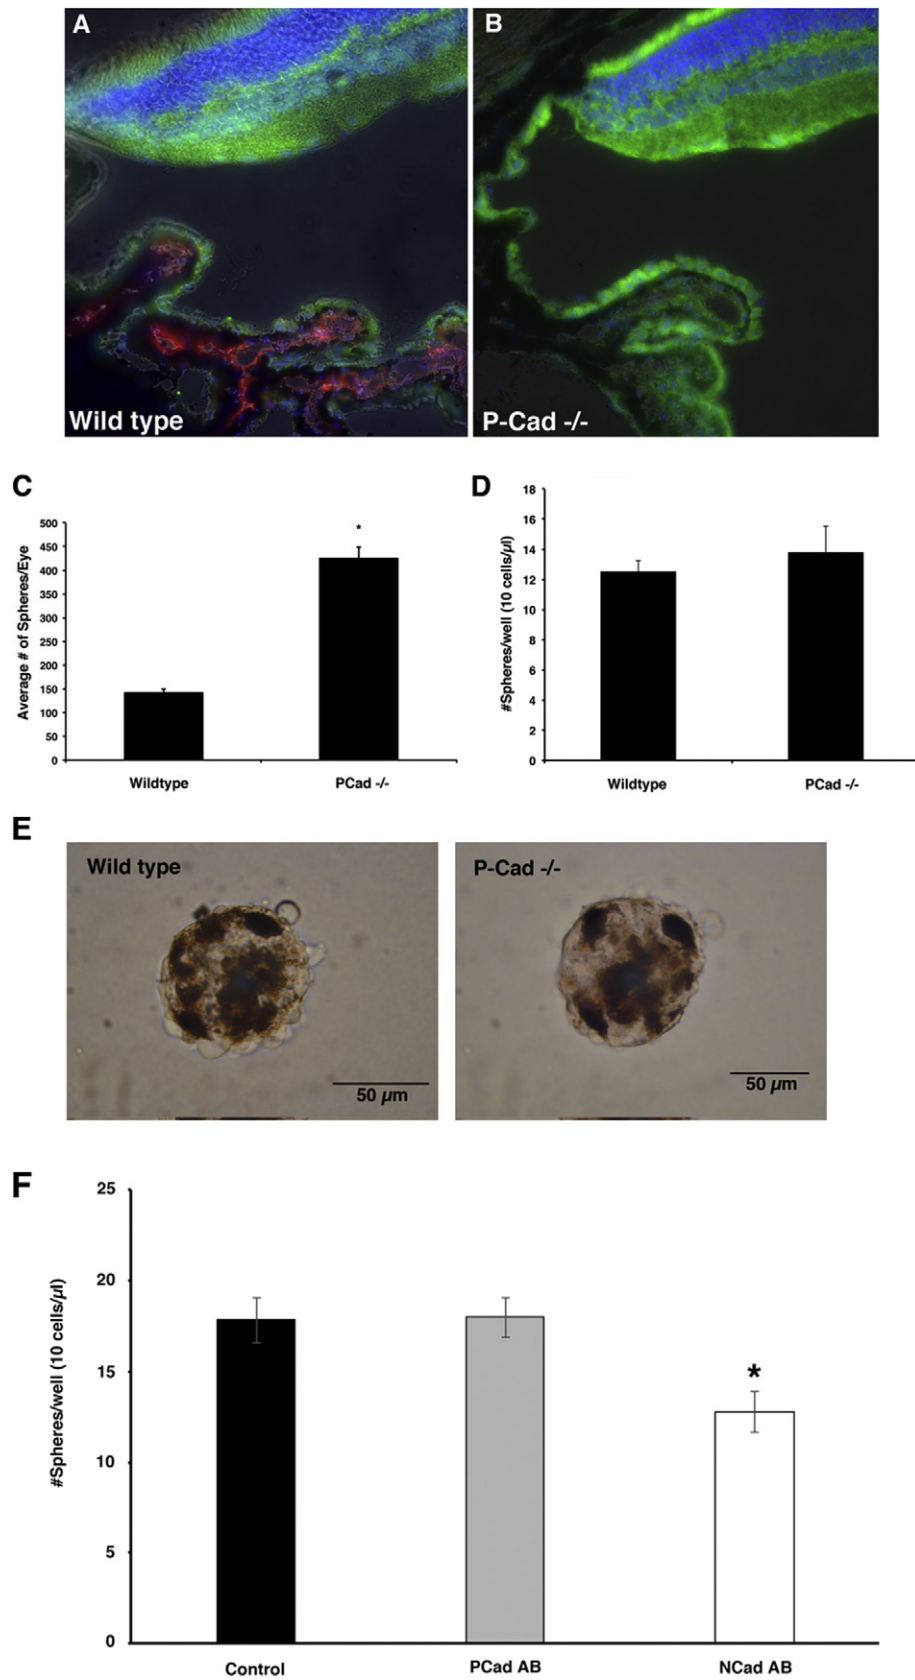 A
B
Wild type
P-Cad -/-
C
Average # of Spheres/Eye
500
450
400
350
300
250
200
150
100
50
0
*
Wildtype
PCad -/-
D
#Spheres/well (10 cells/µl)
18
16
14
12
10
8
6
4
2
0
Wildtype
PCad -/-
E
Wild type
50 µm
P-Cad -/-
50 µm
F
#Spheres/well (10 cells/µl)
25
20
15
10
5
0
*
Control
PCad AB
NCad AB